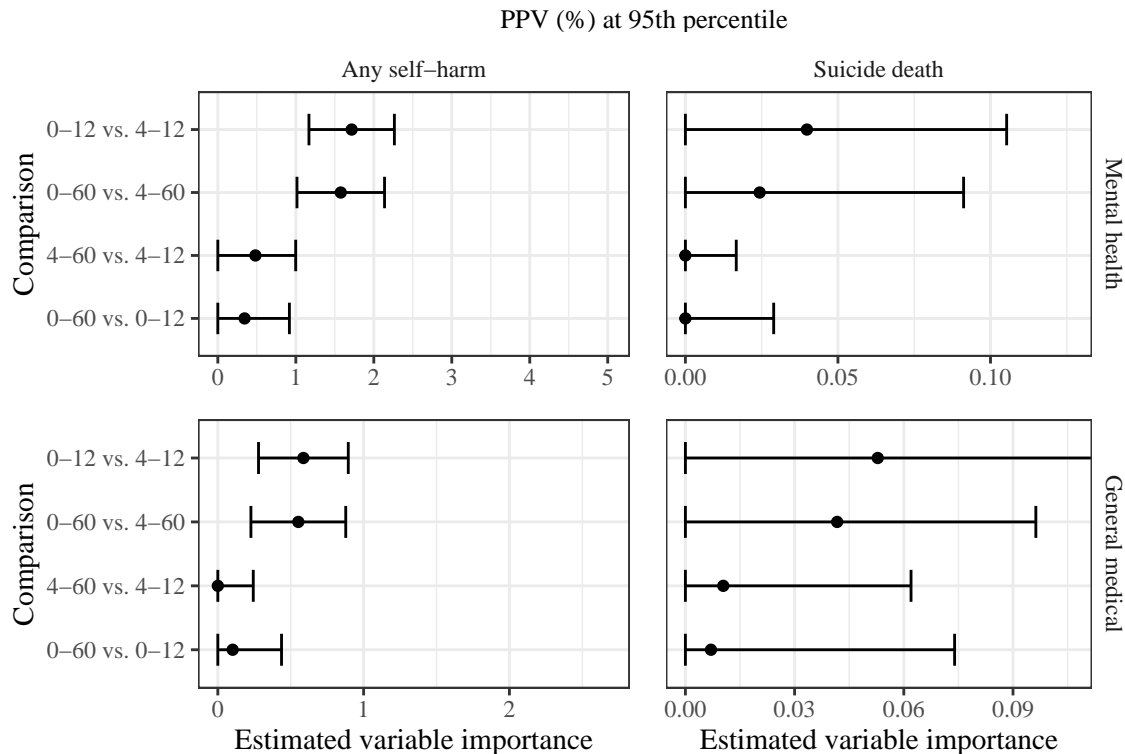 PPV (%) at 95th percentile
Any self−harm
Suicide death
Comparison
0−12 vs. 4−12
0−60 vs. 4−60
4−60 vs. 4−12
0−60 vs. 0−12
Mental health
0 1 2 3 4 5
0.00 0.05 0.10
Comparison
0−12 vs. 4−12
0−60 vs. 4−60
4−60 vs. 4−12
0−60 vs. 0−12
General medical
0 1 2
0.00 0.03 0.06 0.09
Estimated variable importance
Estimated variable importance